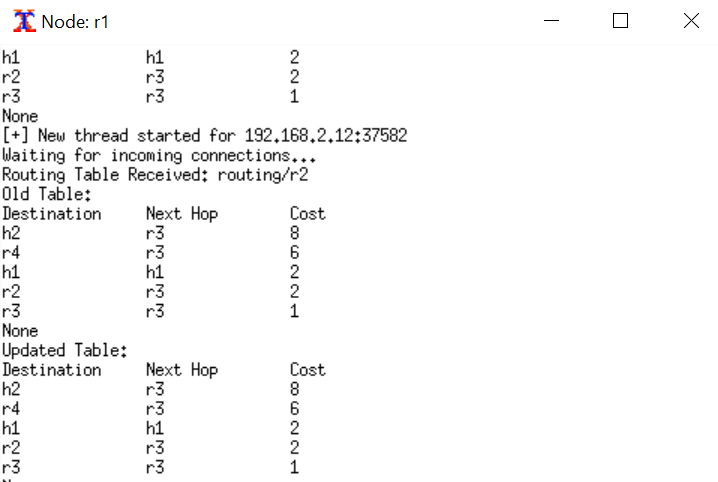 Node: r1
h1 h1 2
r2 r3 2
r3 r3 1
None
[+] New thread started for 192.168.2.12:37582
Waiting for incoming connections...
Routing Table Received: routing/r2
Old Table:
Destination Next Hop Cost
h2 r3 8
r4 r3 6
h1 h1 2
r2 r3 2
r3 r3 1
None
Updated Table:
Destination Next Hop Cost
h2 r3 8
r4 r3 6
h1 h1 2
r2 r3 2
r3 r3 1